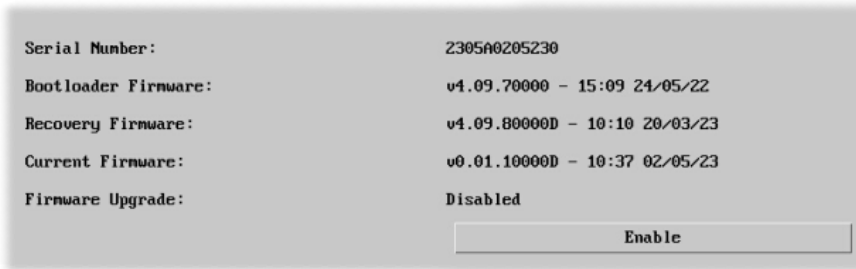 Serial Number: 2305A0205230
Bootloader Firmware: v4.09.70000 - 15:09 24/05/22
Recovery Firmware: v4.09.80000D - 10:10 20/03/23
Current Firmware: v0.01.10000D - 10:37 02/05/23
Firmware Upgrade: Disabled
Enable